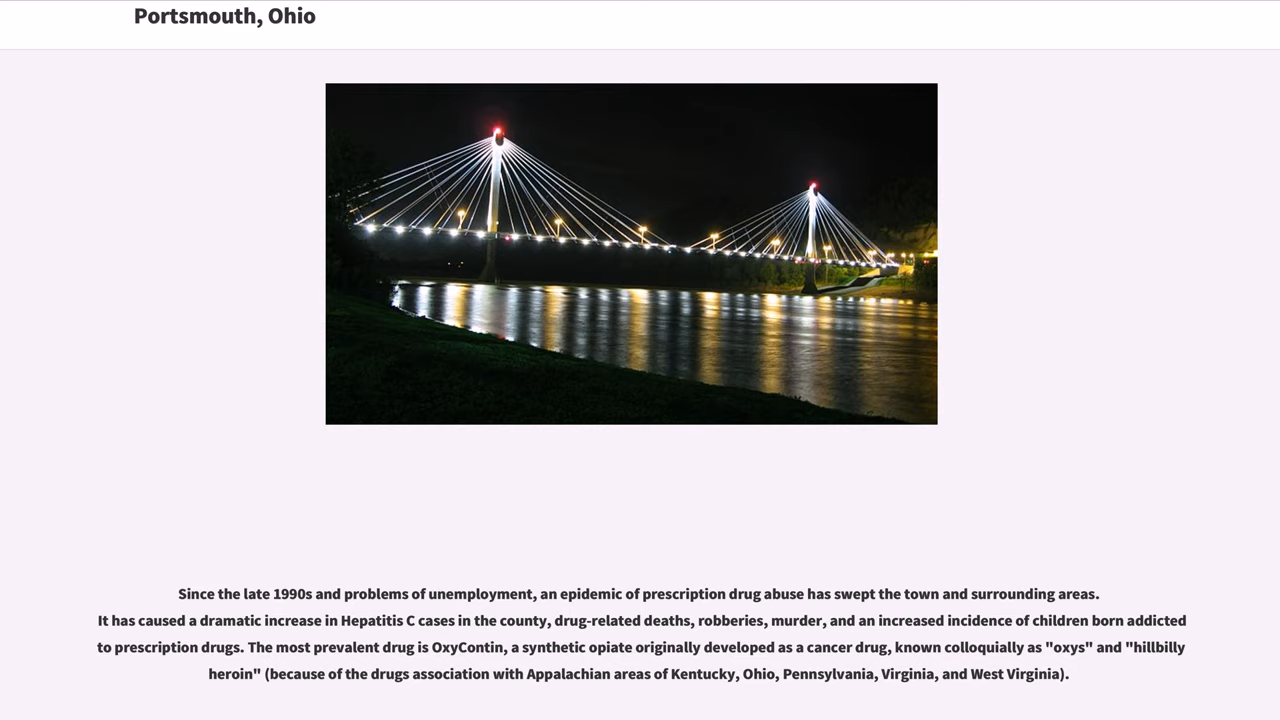 Portsmouth, Ohio
Since the late 1990s and problems of unemployment, an epidemic of prescription drug abuse has swept the town and surrounding areas.
It has caused a dramatic increase in Hepatitis C cases in the county, drug-related deaths, robberies, murder, and an increased incidence of children born addicted
to prescription drugs. The most prevalent drug is OxyContin, a synthetic opiate originally developed as a cancer drug, known colloquially as "oxys" and "hillbilly
heroin" (because of the drugs association with Appalachian areas of Kentucky, Ohio, Pennsylvania, Virginia, and West Virginia).